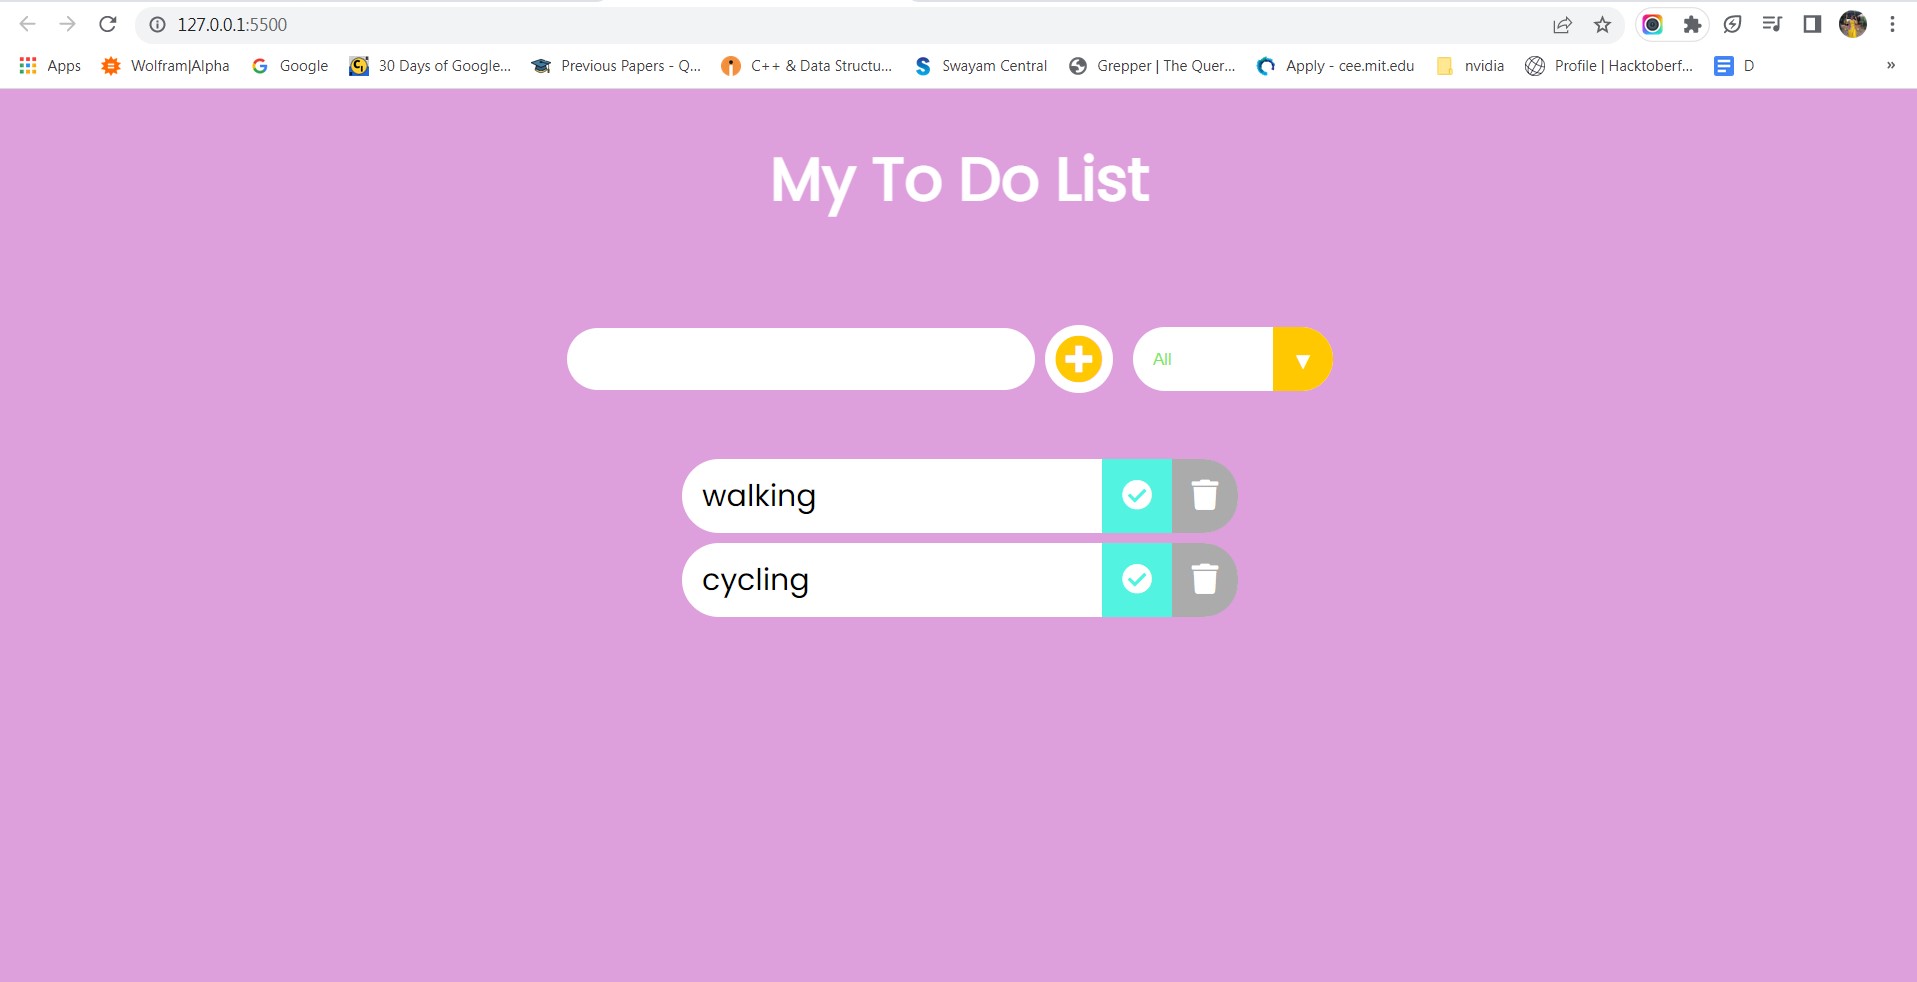 127.0.0.1:5500
Apps Wolfram|Alpha Google 30 Days of Google... Previous Papers - Q... C++ & Data Structu... Swayam Central Grepper | The Quer... Apply - cee.mit.edu nvidia Profile | Hacktoberf... D »
My To Do List
All
walking
cycling